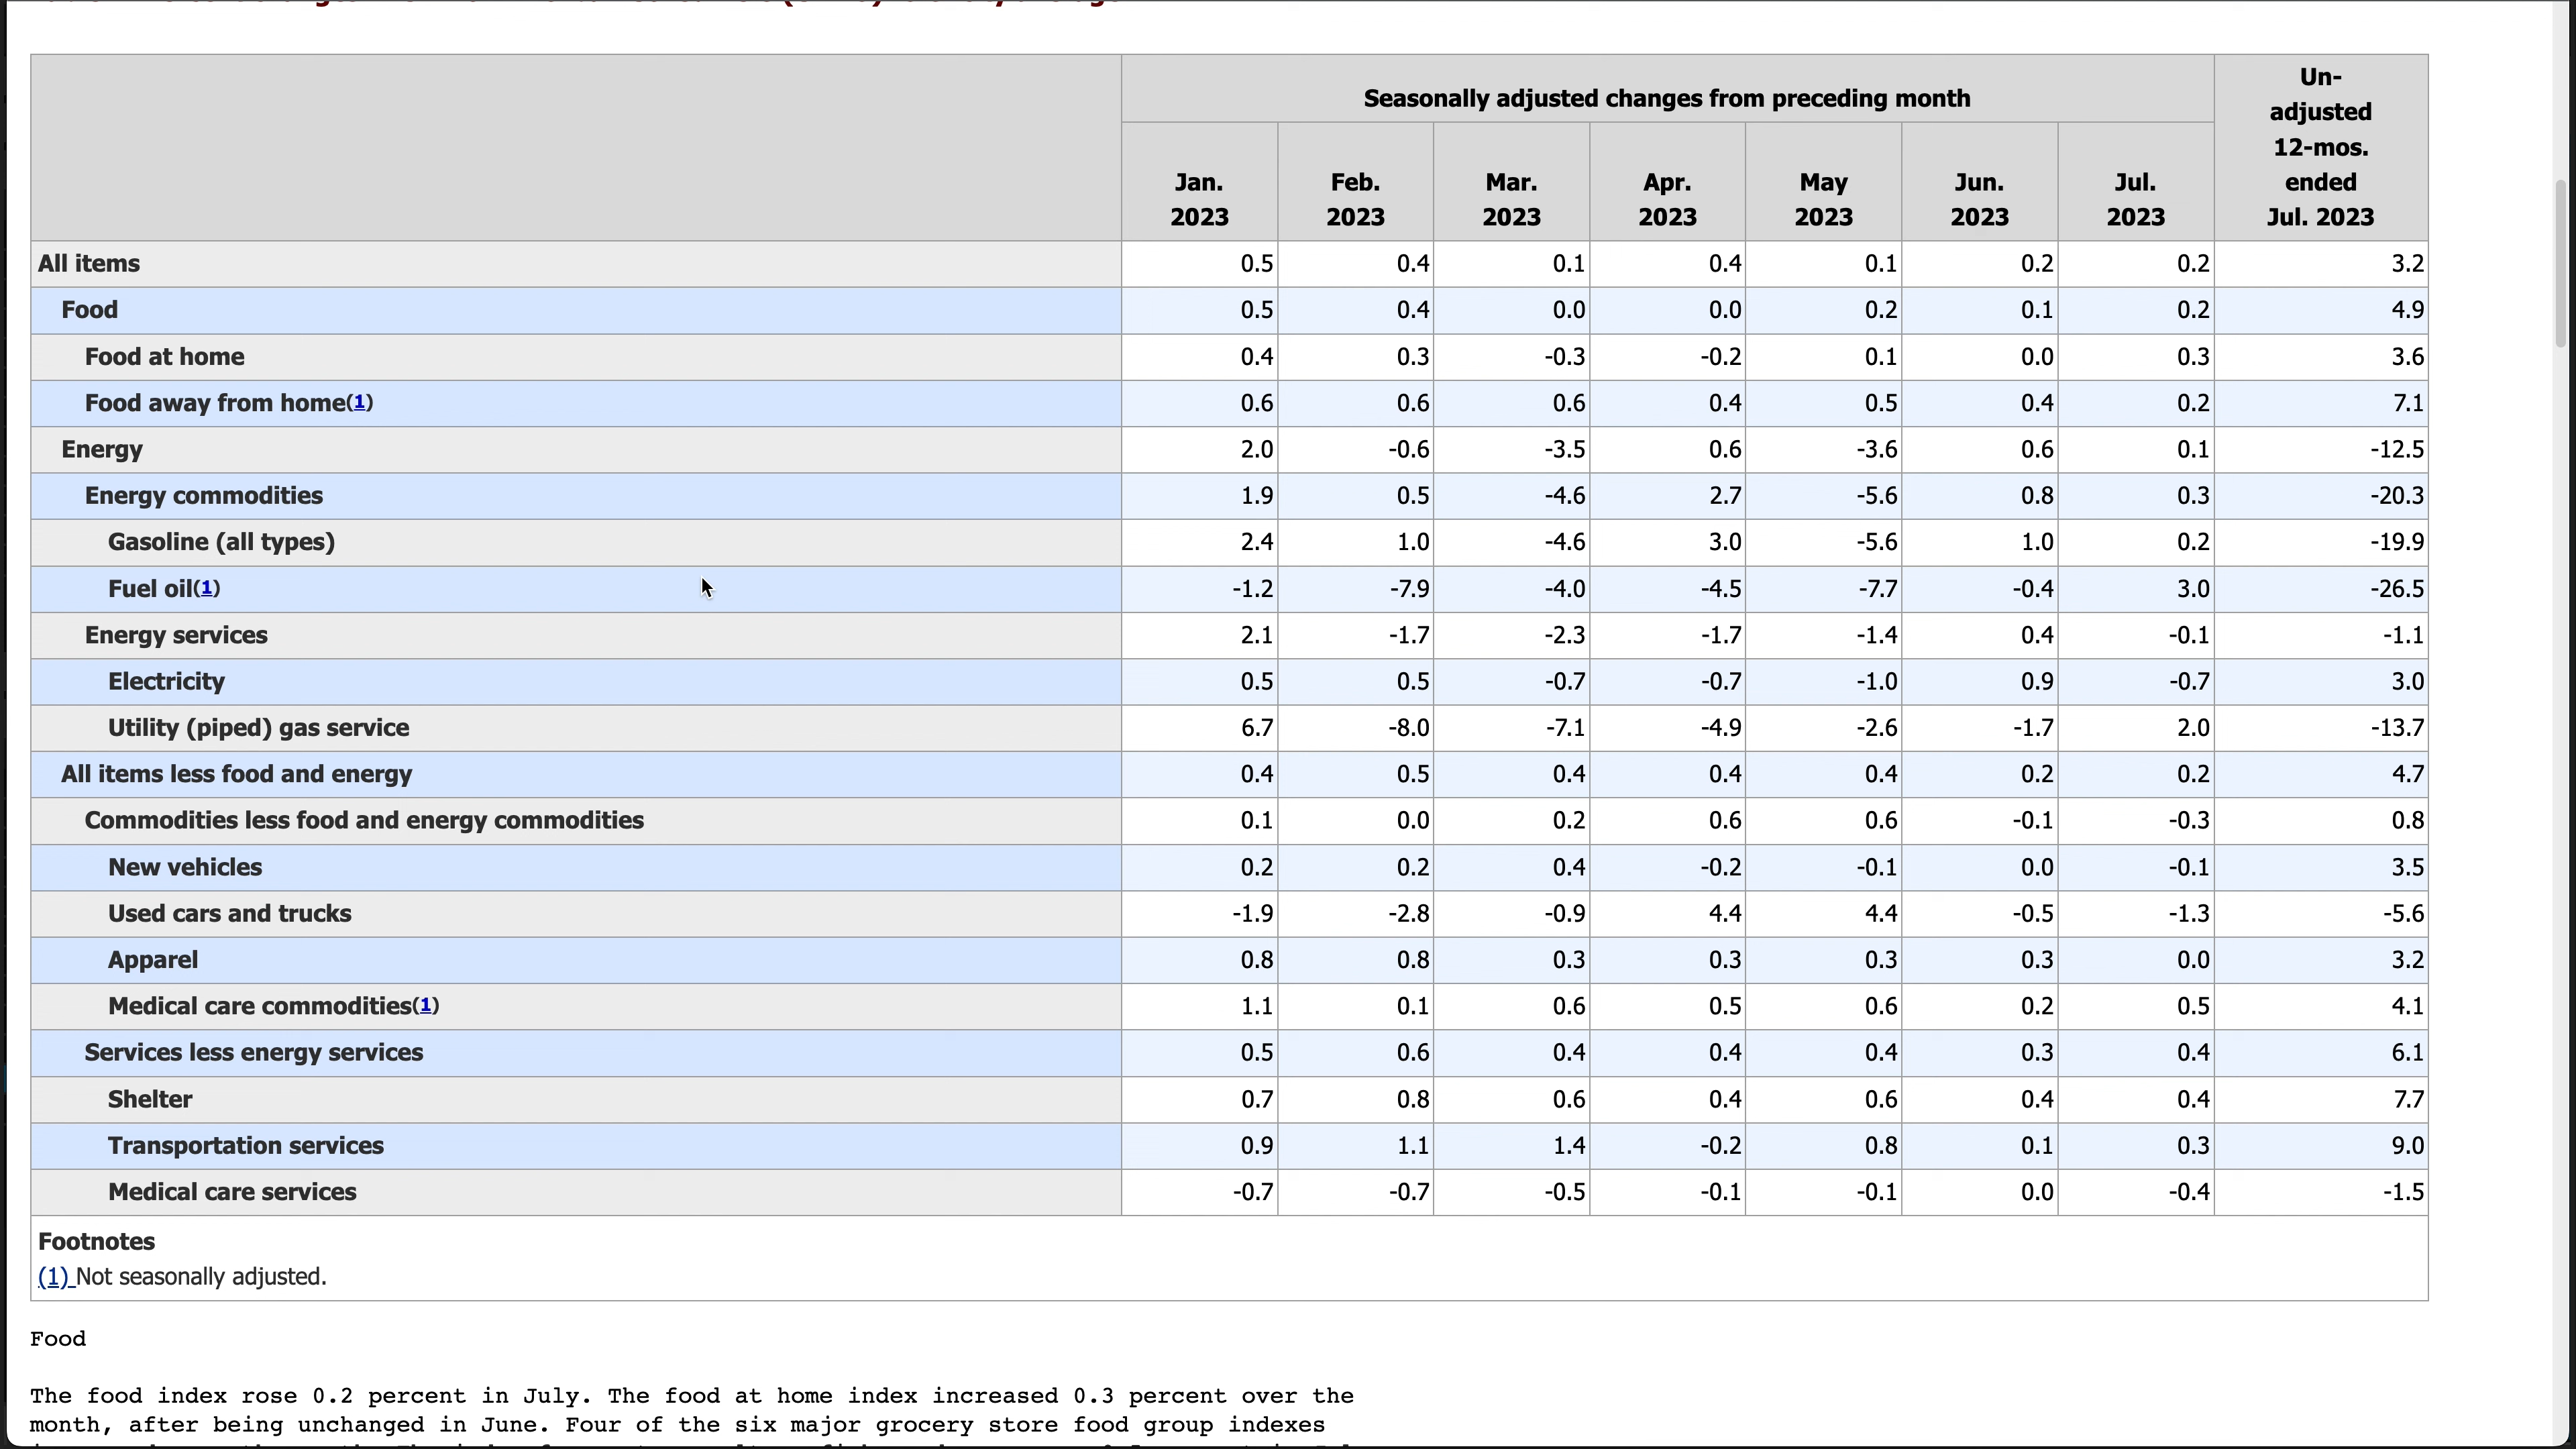 Seasonally adjusted changes from preceding month
Un-
adjusted
12-mos.
ended
Jul. 2023
Jan. 2023 Feb. 2023 Mar. 2023 Apr. 2023 May 2023 Jun. 2023 Jul. 2023
All items 0.5 0.4 0.1 0.4 0.1 0.2 0.2 3.2
Food 0.5 0.4 0.0 0.0 0.2 0.1 0.2 4.9
Food at home 0.4 0.3 -0.3 -0.2 0.1 0.0 0.3 3.6
Food away from home(1) 0.6 0.6 0.6 0.4 0.5 0.4 0.2 7.1
Energy 2.0 -0.6 -3.5 0.6 -3.6 0.6 0.1 -12.5
Energy commodities 1.9 0.5 -4.6 2.7 -5.6 0.8 0.3 -20.3
Gasoline (all types) 2.4 1.0 -4.6 3.0 -5.6 1.0 0.2 -19.9
Fuel oil(1) -1.2 -7.9 -4.0 -4.5 -7.7 -0.4 3.0 -26.5
Energy services 2.1 -1.7 -2.3 -1.7 -1.4 0.4 -0.1 -1.1
Electricity 0.5 0.5 -0.7 -0.7 -1.0 0.9 -0.7 3.0
Utility (piped) gas service 6.7 -8.0 -7.1 -4.9 -2.6 -1.7 2.0 -13.7
All items less food and energy 0.4 0.5 0.4 0.4 0.4 0.2 0.2 4.7
Commodities less food and energy commodities 0.1 0.0 0.2 0.6 0.6 -0.1 -0.3 0.8
New vehicles 0.2 0.2 0.4 -0.2 -0.1 0.0 -0.1 3.5
Used cars and trucks -1.9 -2.8 -0.9 4.4 4.4 -0.5 -1.3 -5.6
Apparel 0.8 0.8 0.3 0.3 0.3 0.3 0.0 3.2
Medical care commodities(1) 1.1 0.1 0.6 0.5 0.6 0.2 0.5 4.1
Services less energy services 0.5 0.6 0.4 0.4 0.4 0.3 0.4 6.1
Shelter 0.7 0.8 0.6 0.4 0.6 0.4 0.4 7.7
Transportation services 0.9 1.1 1.4 -0.2 0.8 0.1 0.3 9.0
Medical care services -0.7 -0.7 -0.5 -0.1 -0.1 0.0 -0.4 -1.5
Footnotes
(1) Not seasonally adjusted.
Food
The food index rose 0.2 percent in July. The food at home index increased 0.3 percent over the
month, after being unchanged in June. Four of the six major grocery store food group indexes